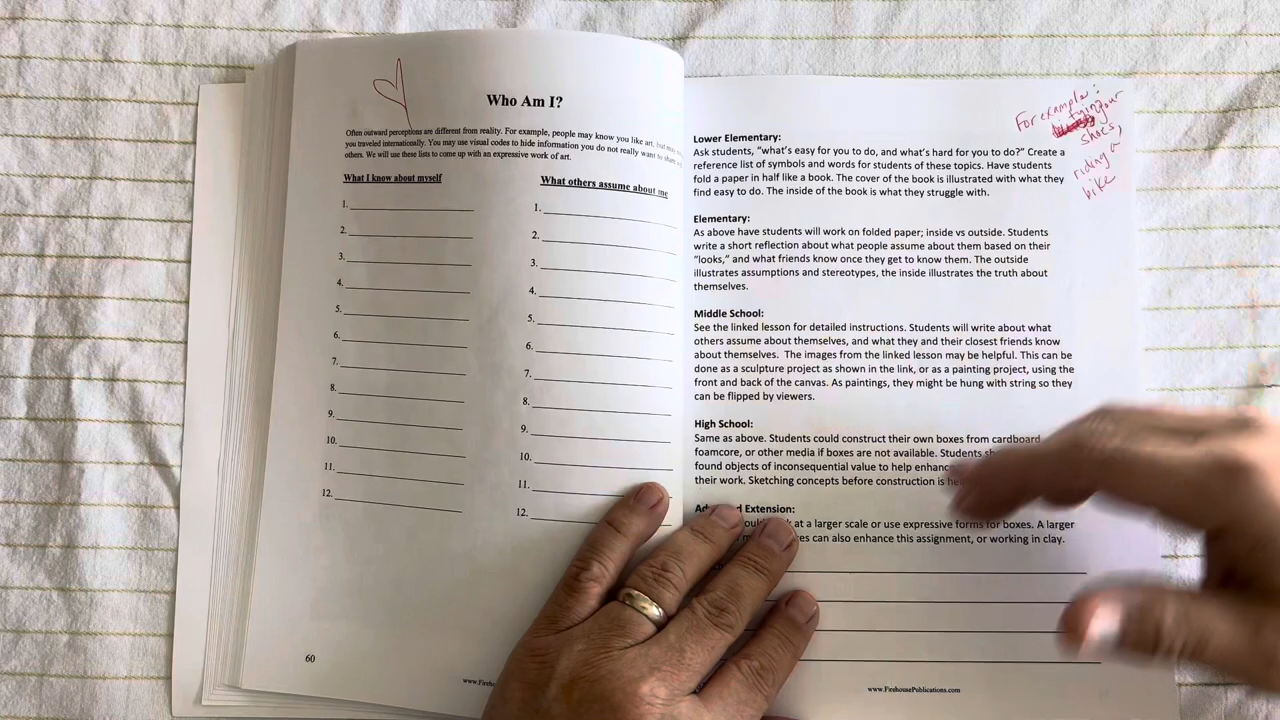 Who Am I?
Often outward perceptions are different from reality. For example, people may know you like art, but may
you traveled internationally. You may use visual codes to hide information you do not really want to share
others. We will use these lists to come up with an expressive work of art.
What I know about myself
1.
2.
3.
4.
5.
6.
7.
8.
9.
10.
11.
12.
What others assume about me
1.
2.
3.
4.
5.
6.
7.
8.
9.
10.
11.
12.
60
For example:
tying your
shoes,
riding a
bike
Lower Elementary:
Ask students, “what’s easy for you to do, and what’s hard for you to do?” Create a
reference list of symbols and words for students of these topics. Have students
fold a paper in half like a book. The cover of the book is illustrated with what they
find easy to do. The inside of the book is what they struggle with.
Elementary:
As above have students will work on folded paper; inside vs outside. Students
write a short reflection about what people assume about them based on their
“looks,” and what friends know once they get to know them. The outside
illustrates assumptions and stereotypes, the inside illustrates the truth about
themselves.
Middle School:
See the linked lesson for detailed instructions. Students will write about what
others assume about themselves, and what they and their closest friends know
about themselves. The images from the linked lesson may be helpful. This can be
done as a sculpture project as shown in the link, or as a painting project, using the
front and back of the canvas. As paintings, they might be hung with string so they
can be flipped by viewers.
High School:
Same as above. Students could construct their own boxes from cardboard
foamcore, or other media if boxes are not available. Students
found objects of inconsequential value to help enhance
their work. Sketching concepts before construction is
Extension:
at a larger scale or use expressive forms for boxes. A larger
can also enhance this assignment, or working in clay.
www.FirehousePublications.com